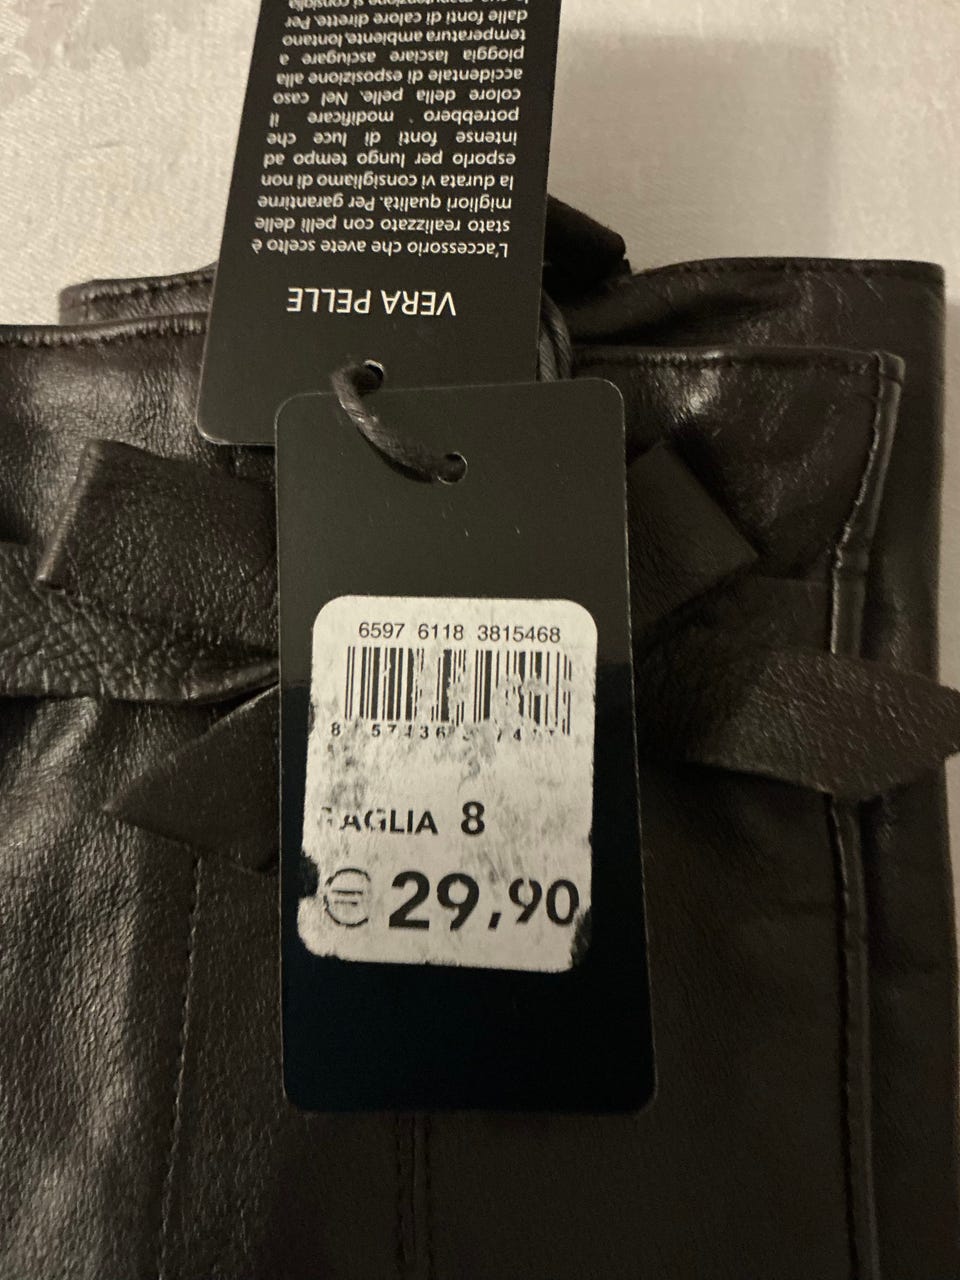 VERA PELLE
L'accessorio che avete scelto è
stato realizzato con pelli delle
migliori qualità. Per garantirne
la durata vi consigliamo di non
esporlo per lungo tempo ad
intense fonti di luce che
potrebbero modificare il
colore della pelle. Nel caso
accidentale di esposizione alla
pioggia lasciare asciugare a
temperatura ambiente, lontano
dalle fonti di calore dirette. Per
6597 6118 3815468
TAGLIA 8
€ 29,90